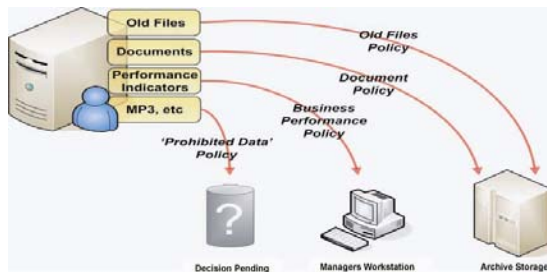 Old Files
Documents
Performance
Indicators
MP3, etc
Old Files
Policy
Document
Policy
Business
Performance
Policy
'Prohibited Data'
Policy
?
Decision Pending
Managers Workstation
Archive Storage